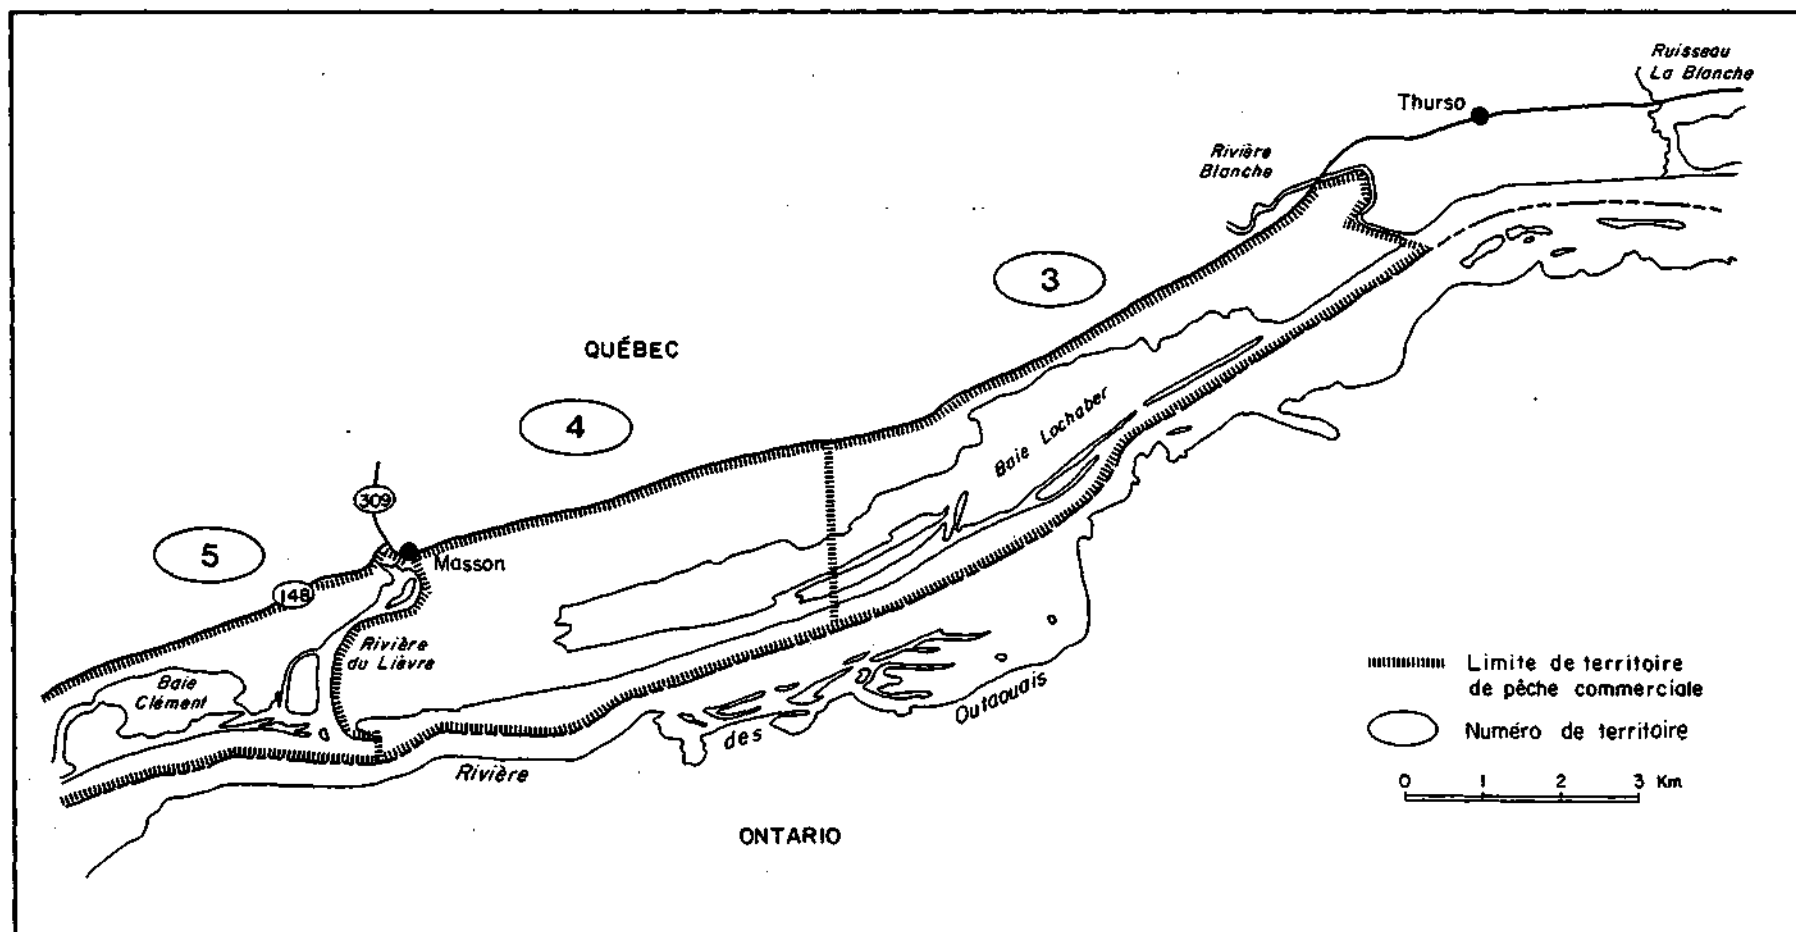 Ruisseau
La Blanche
Thurso
Rivière
Blanche
3
QUÉBEC
4
Baie Lochaber
309
5
Masson
148
Rivière
du Lièvre
Baie
Clément
Limite de territoire
de pêche commerciale
Numéro de territoire
Rivière
des
Outaouais
0 1 2 3 Km
ONTARIO